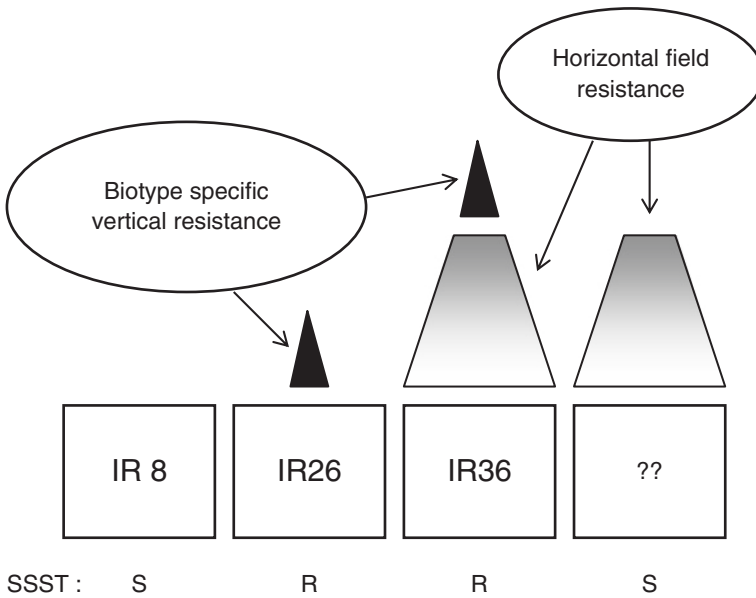 Horizontal field
resistance
Biotype specific
vertical resistance
IR 8
IR26
IR36
??
SSST : S R R S